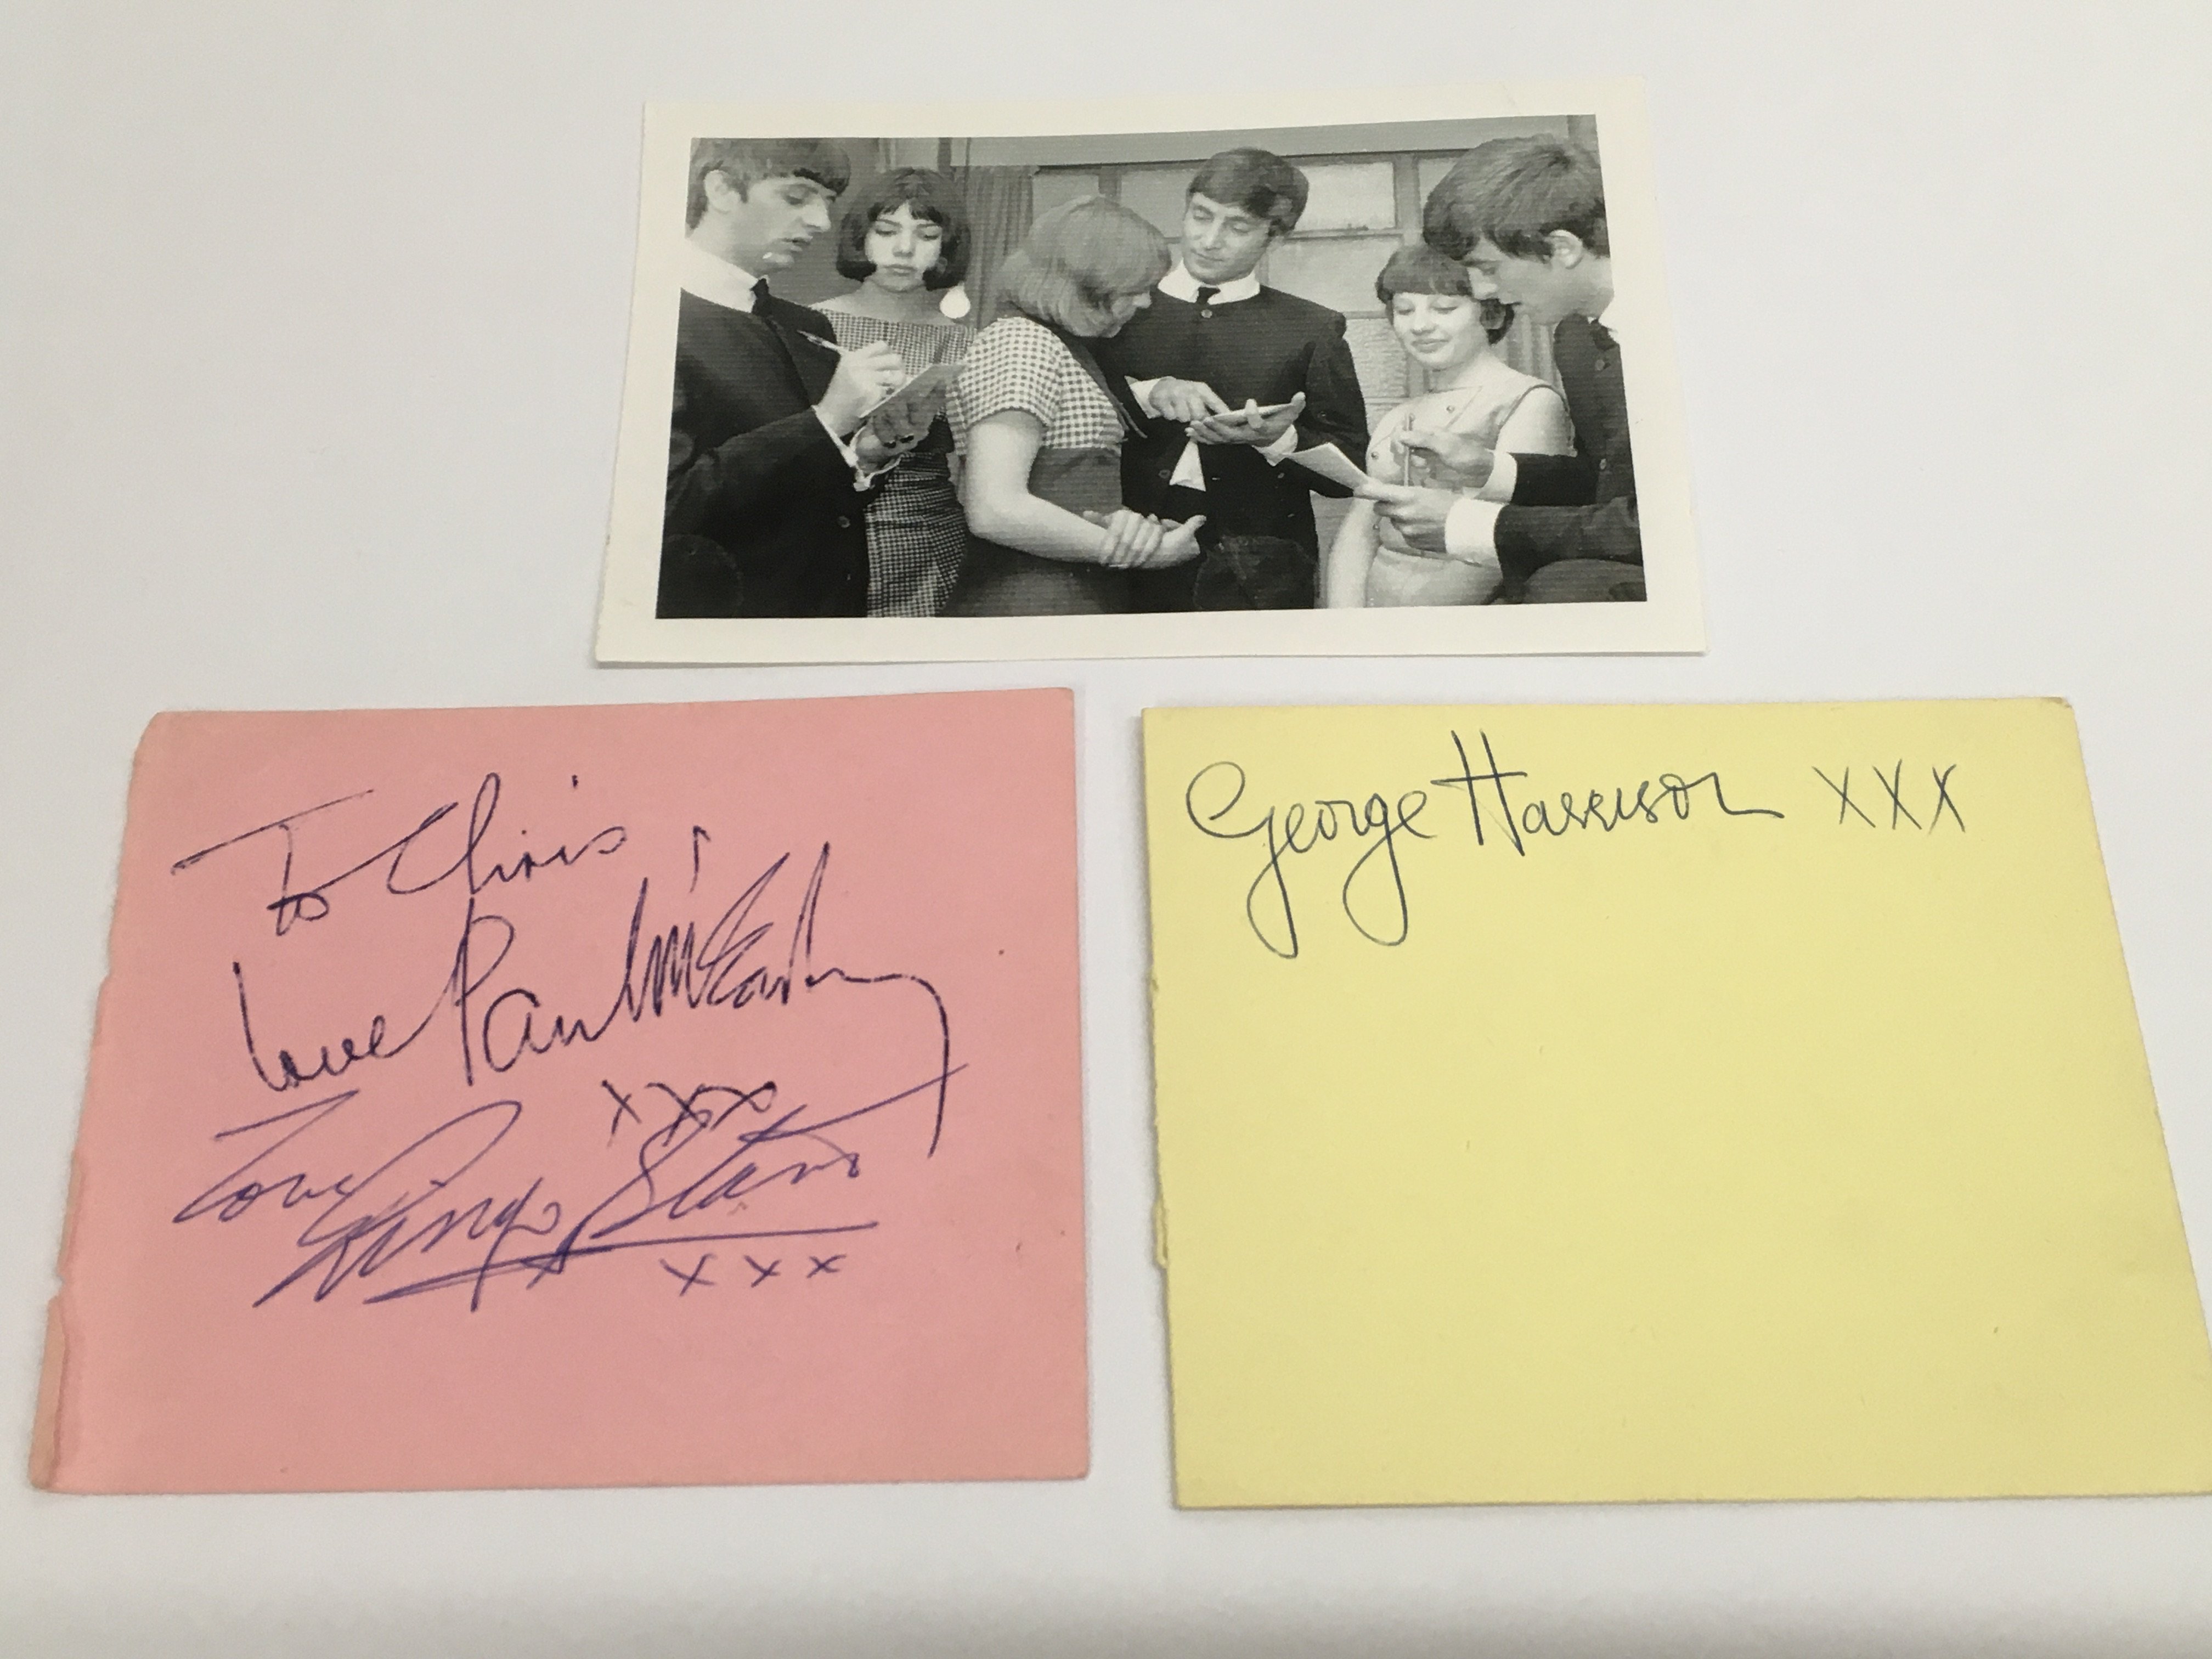 To Chris,
love Paul McCartney
xxx
Love Ringo Starr
xxx
George Harrison xxx